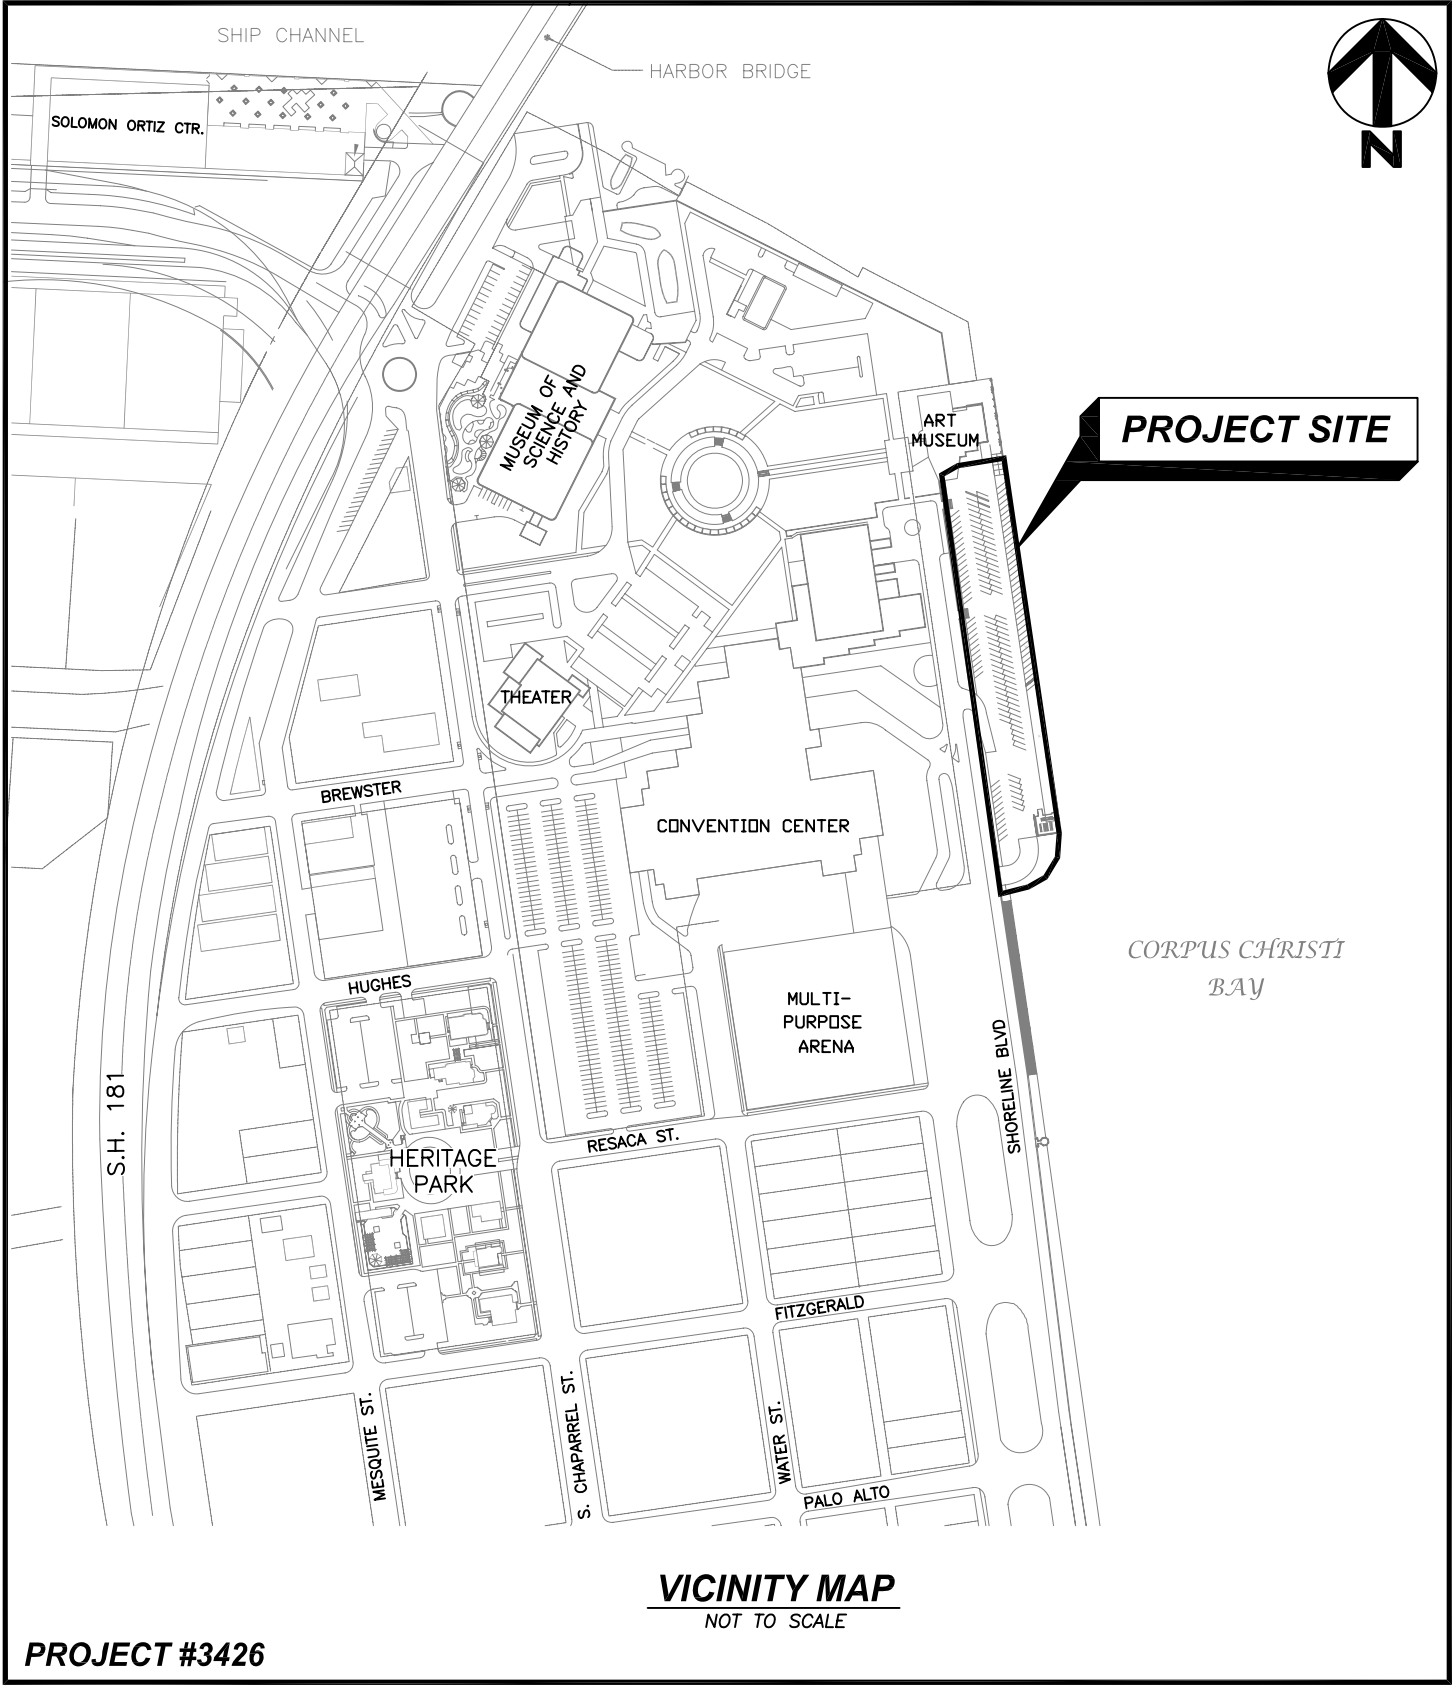 SHIP CHANNEL
HARBOR BRIDGE
SOLOMON ORTIZ CTR.
N
MUSEUM OF
SCIENCE AND
HISTORY
ART
MUSEUM
PROJECT SITE
THEATER
BREWSTER
CONVENTION CENTER
CORPUS CHRISTI
BAY
HUGHES
MULTI-
PURPOSE
ARENA
SHORELINE BLVD
S.H. 181
RESACA ST.
HERITAGE
PARK
FITZGERALD
MESQUITE ST.
S. CHAPARREL ST.
WATER ST.
PALO ALTO
VICINITY MAP
NOT TO SCALE
PROJECT #3426